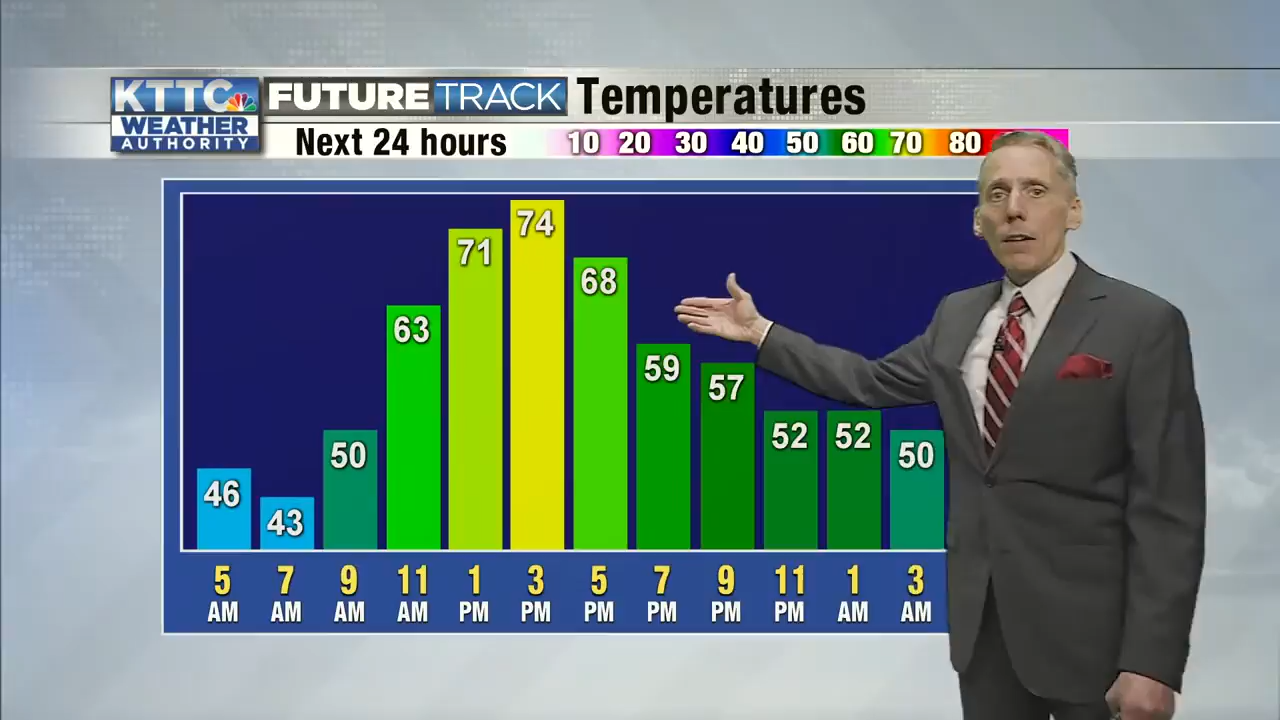 KTTC
WEATHER
AUTHORITY
FUTURE TRACK Temperatures
Next 24 hours
10 20 30 40 50 60 70 80
46 43 50 63 71 74 68 59 57 52 52 50
5 7 9 11 1 3 5 7 9 11 1 3
AM AM AM AM PM PM PM PM PM PM AM AM